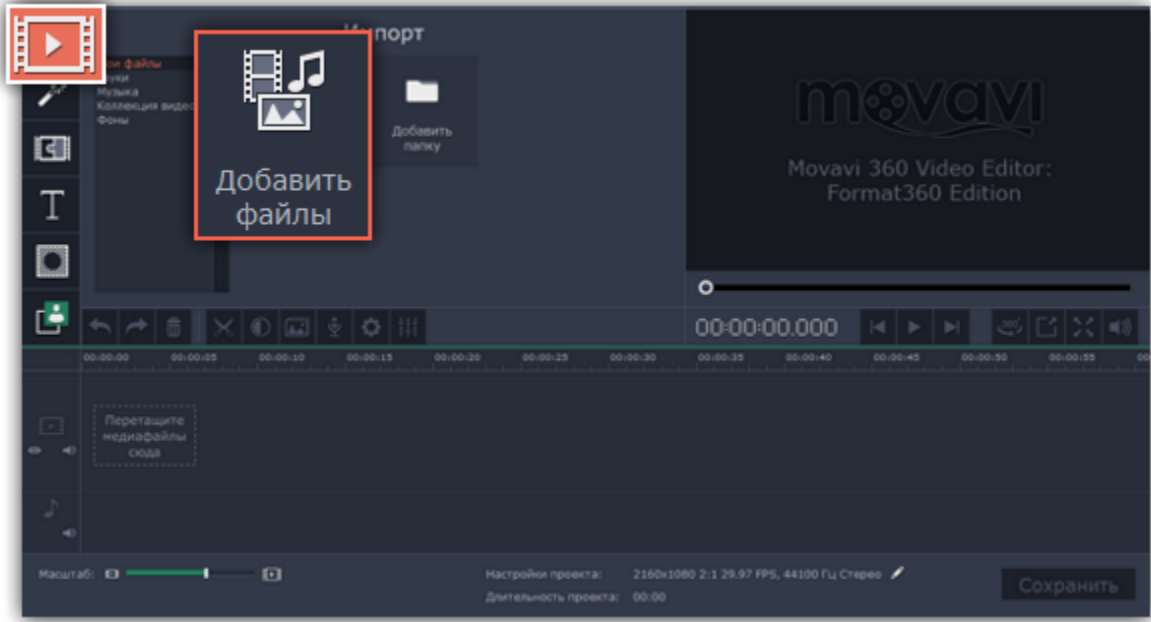 Импорт
файлы
Музыка
Коллекция видео
Фоны
Добавить
файлы
Добавить
папку
movavi
Movavi 360 Video Editor:
Format360 Edition
00:00:00.000
360
00:00:00 00:00:05 00:00:10 00:00:15 00:00:20 00:00:25 00:00:30 00:00:35 00:00:40 00:00:45 00:00:50 00:00:55 00
Перетащите
медиафайлы
сюда
Масштаб:
Настройки проекта: 2160x1080 2:1 29.97 FPS, 44100 Гц Стерео
Длительность проекта: 00:00
Сохранить